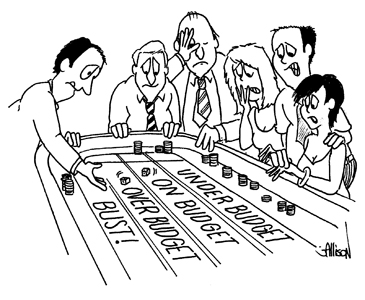 BUST!
OVER BUDGET
ON BUDGET
UNDER BUDGET
Allison